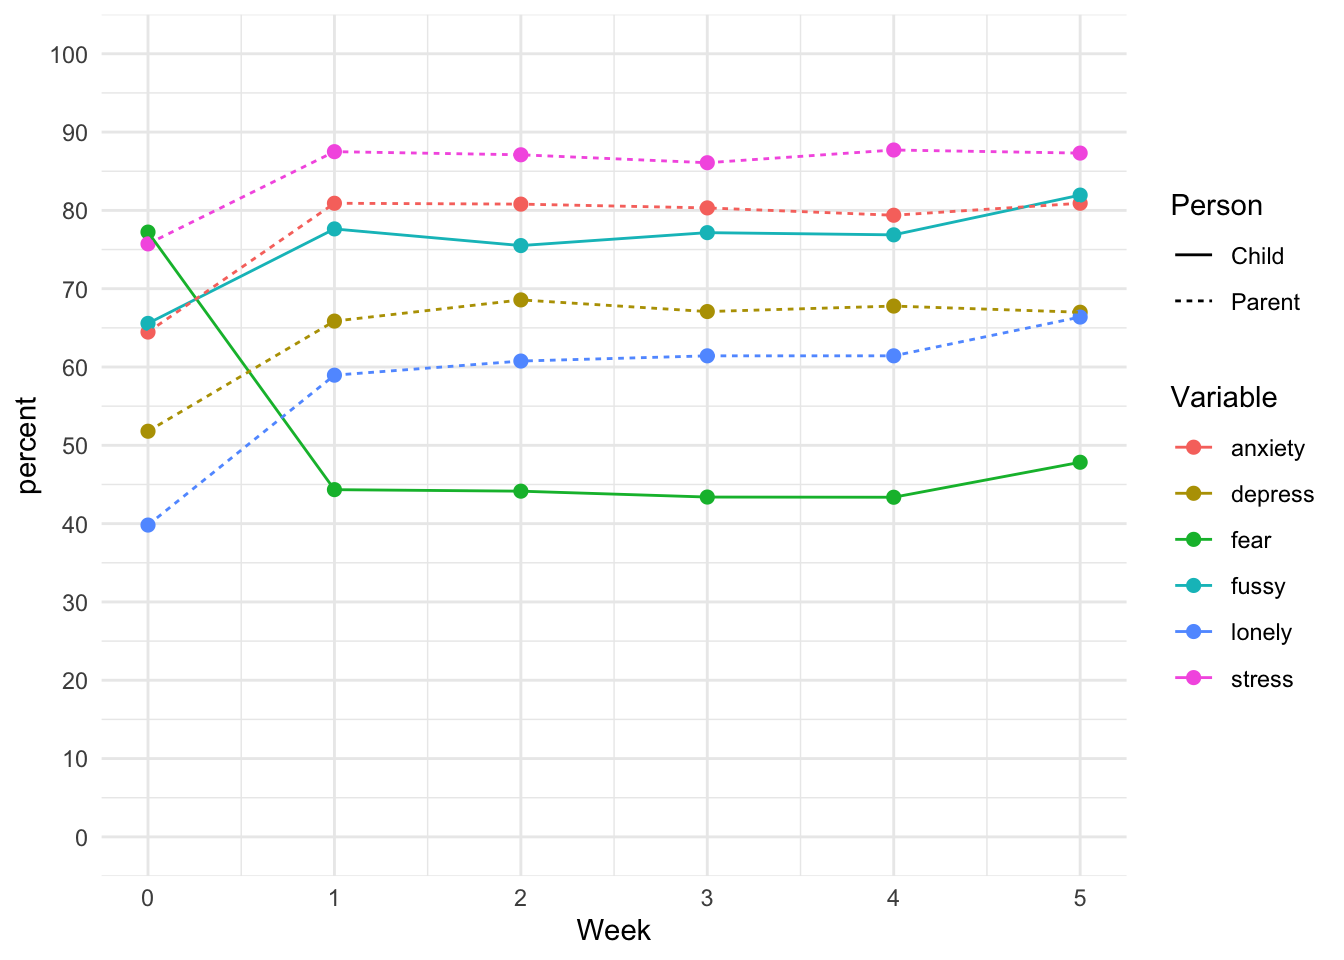 100
90
80
70
60
50
40
30
20
10
0
percent
0 1 2 3 4 5
Week
Person
Child
Parent
Variable
anxiety
depress
fear
fussy
lonely
stress